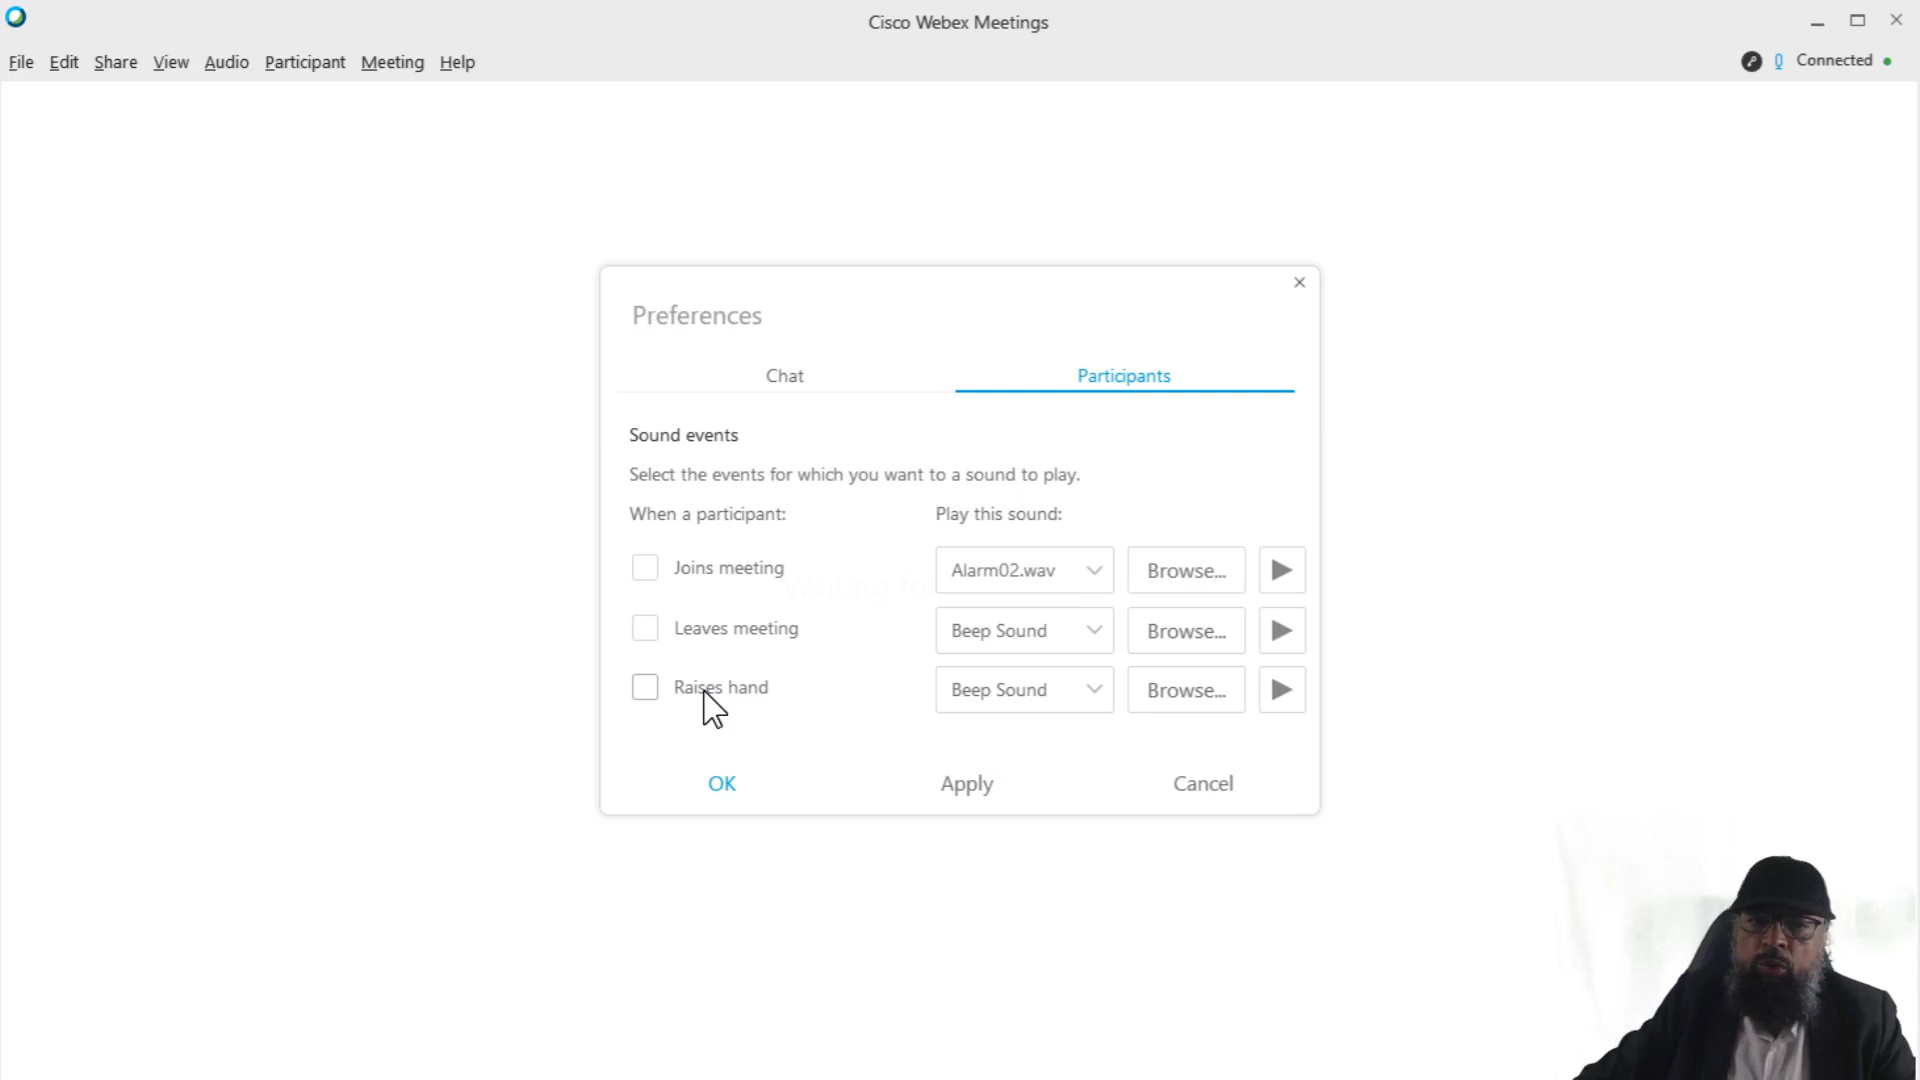 Cisco Webex Meetings
File Edit Share View Audio Participant Meeting Help
Connected
Preferences
Chat Participants
Sound events
Select the events for which you want to a sound to play.
When a participant: Play this sound:
Joins meeting Alarm02.wav Browse...
Waiting fo
Leaves meeting Beep Sound Browse...
Raises hand Beep Sound Browse...
OK Apply Cancel